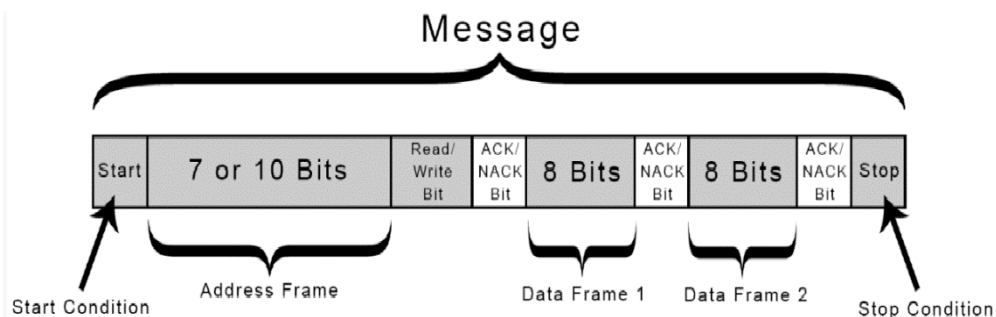 Message
Start
7 or 10 Bits
Read/
Write
Bit
ACK/
NACK
Bit
8 Bits
ACK/
NACK
Bit
8 Bits
ACK/
NACK
Bit
Stop
Address Frame
Data Frame 1
Data Frame 2
Start Condition
Stop Condition